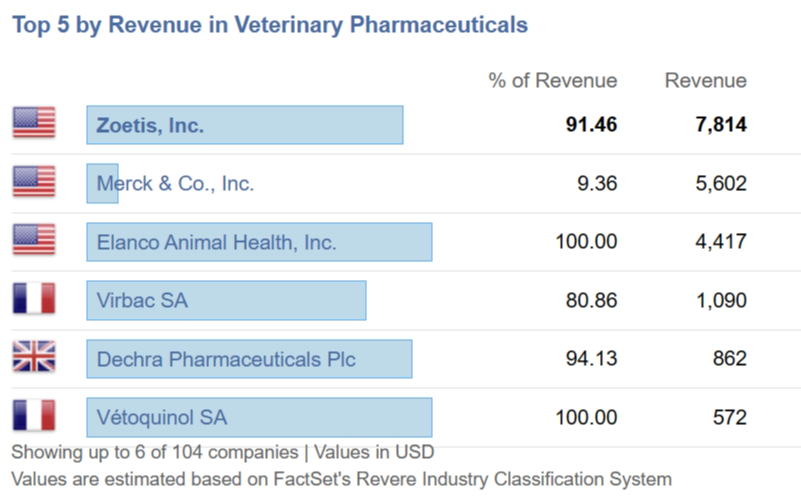 Top 5 by Revenue in Veterinary Pharmaceuticals
% of Revenue Revenue
Zoetis, Inc. 91.46 7,814
Merck & Co., Inc. 9.36 5,602
Elanco Animal Health, Inc. 100.00 4,417
Virbac SA 80.86 1,090
Dechra Pharmaceuticals Plc 94.13 862
Vétoquinol SA 100.00 572
Showing up to 6 of 104 companies | Values in USD
Values are estimated based on FactSet's Revere Industry Classification System